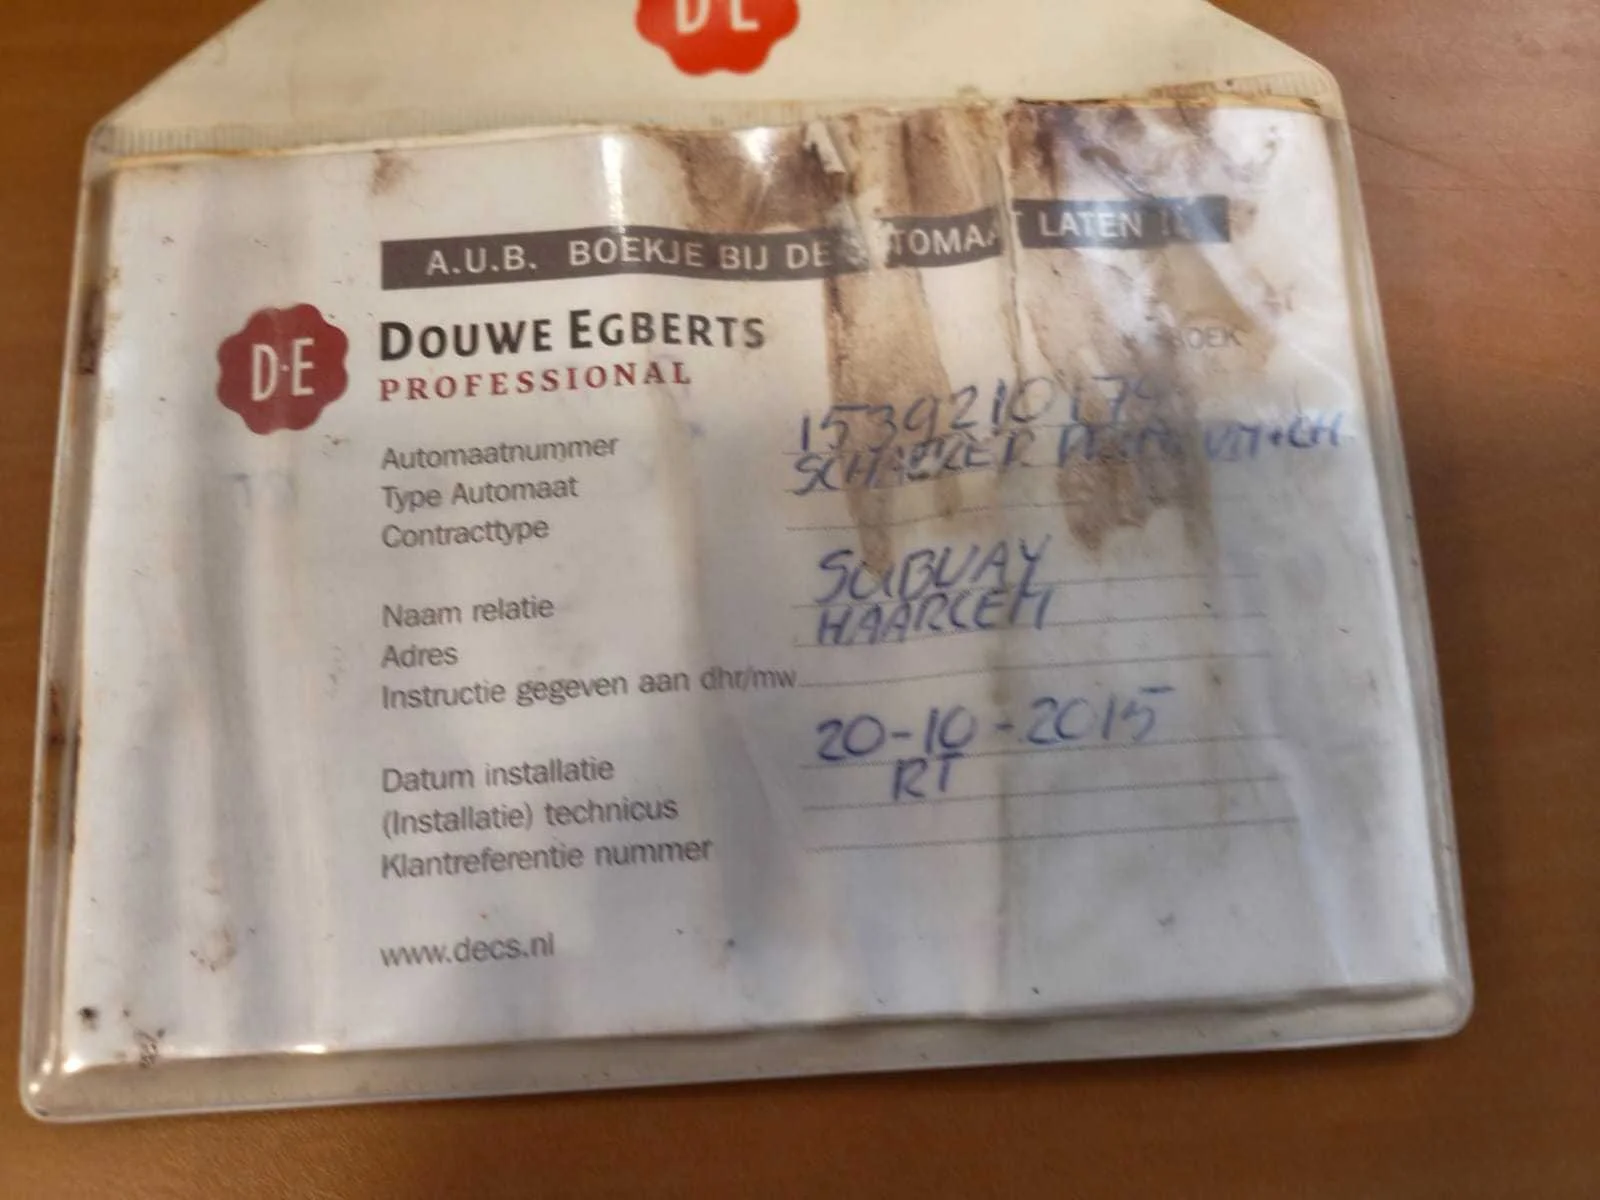 D·E
A.U.B. BOEKJE BIJ DE LATEN !!
D·E
DOUWE EGBERTS
PROFESSIONAL
Automaatnummer
Type Automaat SCHAERER
Contracttype
Naam relatie SUBWAY
Adres HAARLEM
Instructie gegeven aan dhr/mw
Datum installatie 20-10-2015
(Installatie) technicus RT
Klantreferentie nummer
www.decs.nl